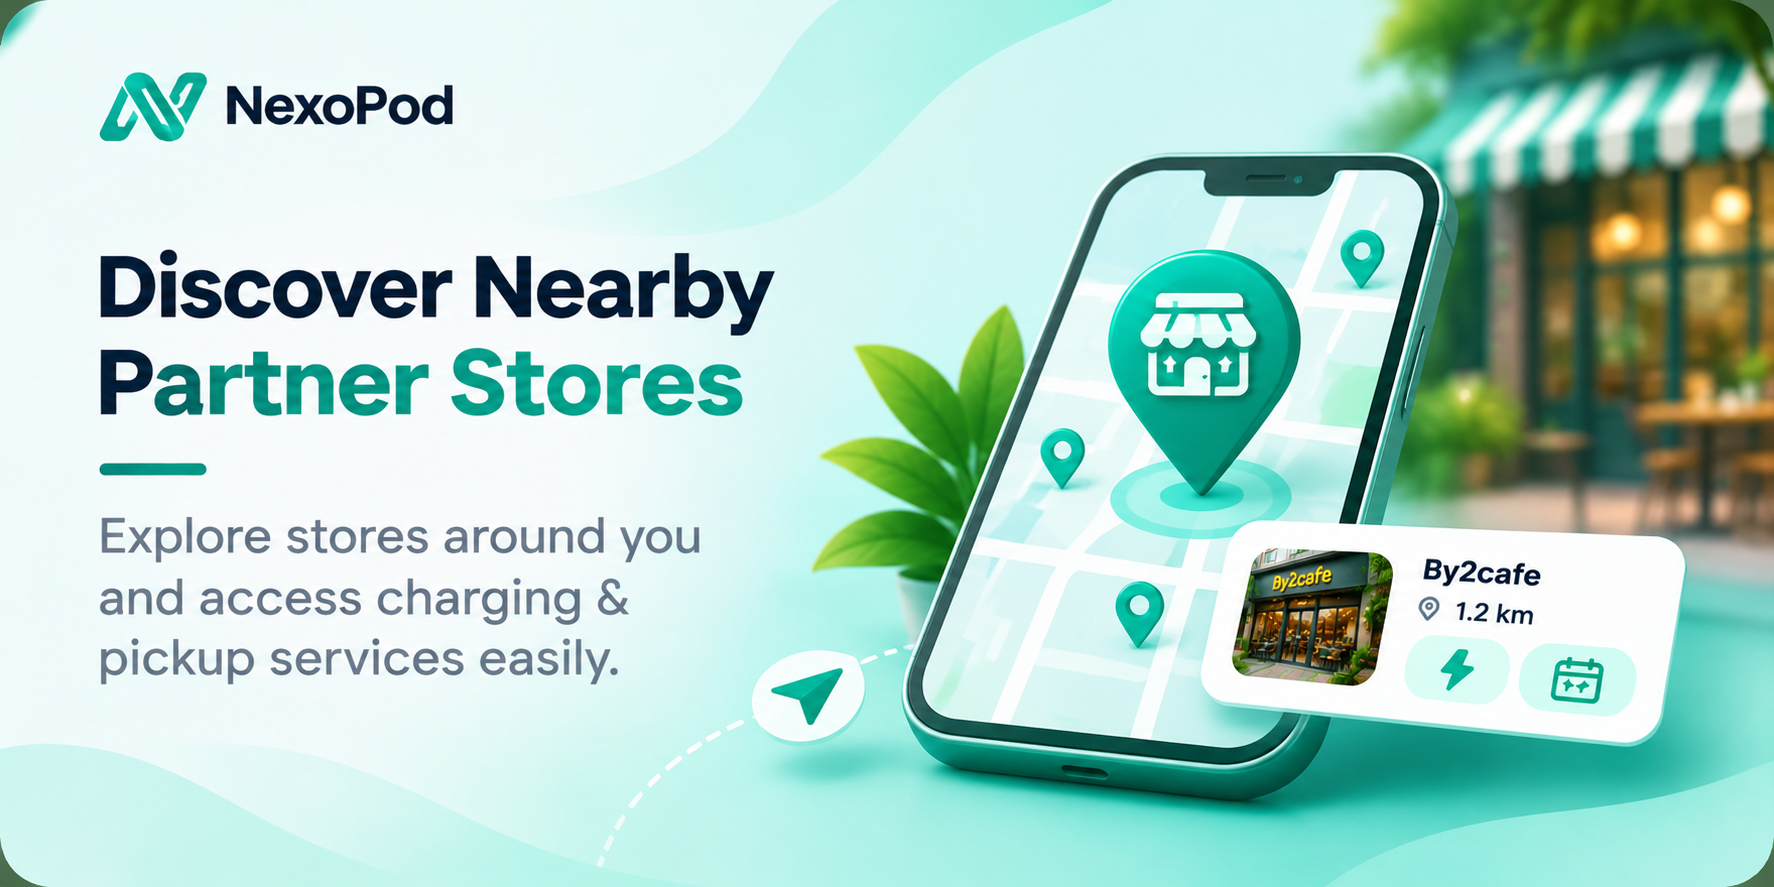 NexoPod
Discover Nearby
Partner Stores
Explore stores around you
and access charging &
pickup services easily.
By2cafe
By2cafe
1.2 km